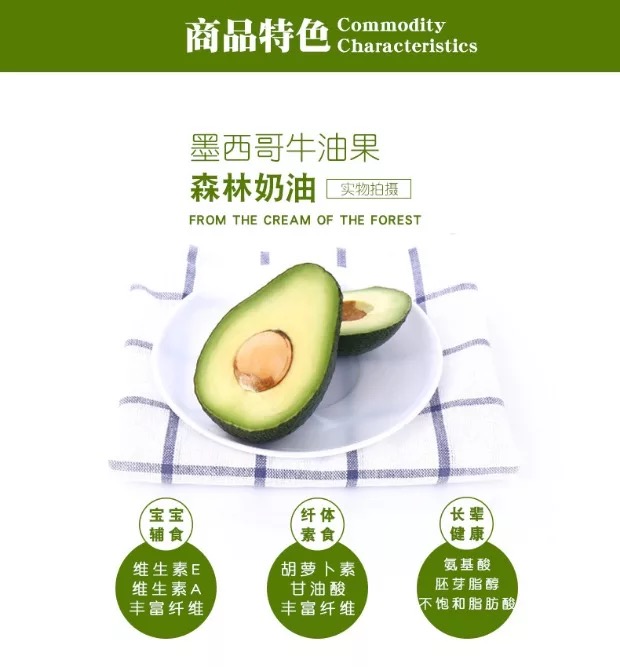 商品特色 Commodity
Characteristics
墨西哥牛油果
森林奶油 实物拍摄
FROM THE CREAM OF THE FOREST
宝宝
辅食
维生素E
维生素A
丰富纤维
纤体
素食
胡萝卜素
甘油酸
丰富纤维
长辈
健康
氨基酸
胚芽脂醇
不饱和脂肪酸